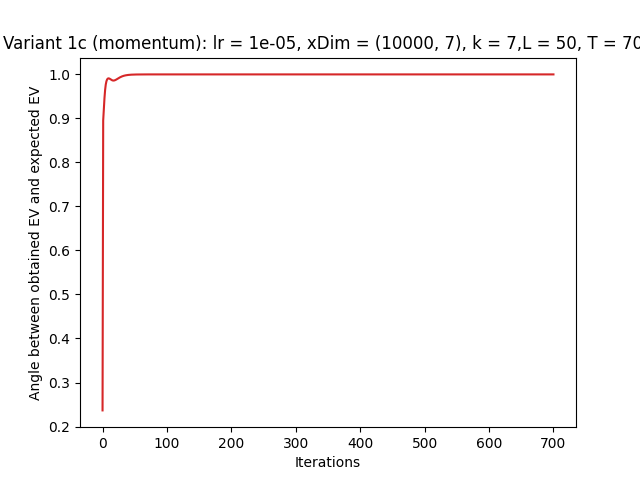 Variant 1c (momentum): lr = 1e-05, xDim = (10000, 7), k = 7,L = 50, T = 70
1.0
0.9
0.8
0.7
0.6
0.5
0.4
0.3
0.2
Angle between obtained EV and expected EV
0 100 200 300 400 500 600 700
Iterations